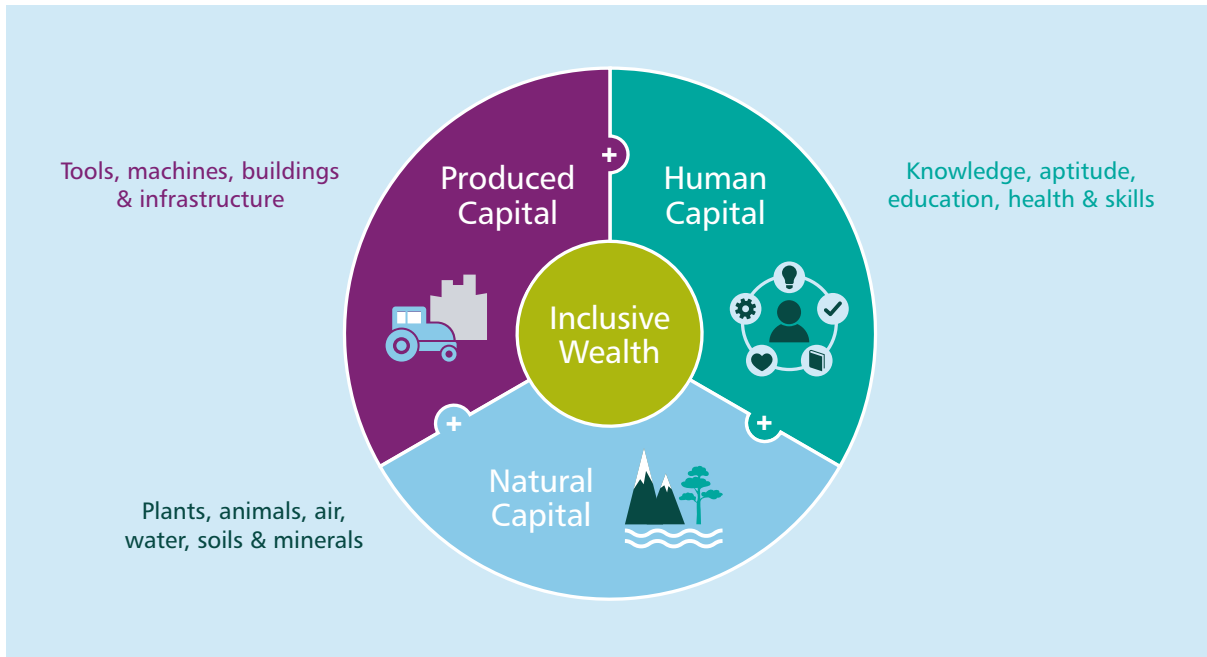 Tools, machines, buildings
& infrastructure
Produced
Capital
+
Human
Capital
Knowledge, aptitude,
education, health & skills
Inclusive
Wealth
+
+
Natural
Capital
Plants, animals, air,
water, soils & minerals